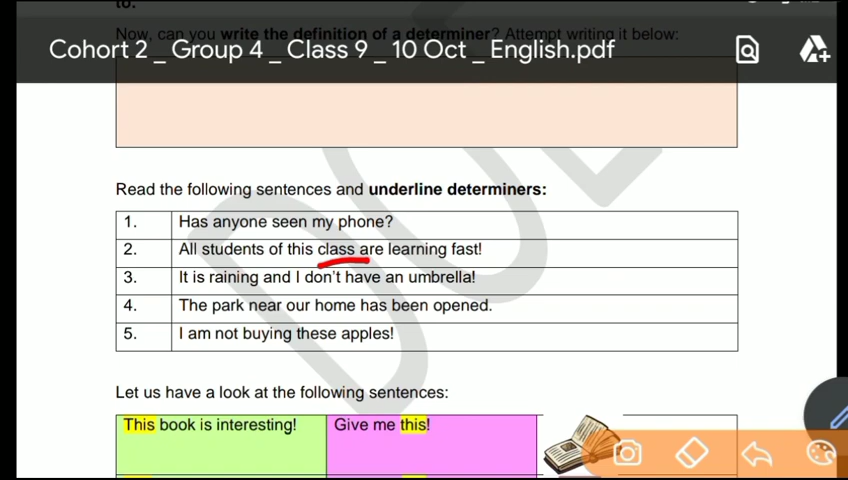 to.
Now, can you write the definition of a determiner? Attempt writing it below:
Cohort 2 _ Group 4 _ Class 9 _ 10 Oct _ English.pdf
Read the following sentences and underline determiners:
1. Has anyone seen my phone?
2. All students of this class are learning fast!
3. It is raining and I don't have an umbrella!
4. The park near our home has been opened.
5. I am not buying these apples!
Let us have a look at the following sentences:
This book is interesting! Give me this!